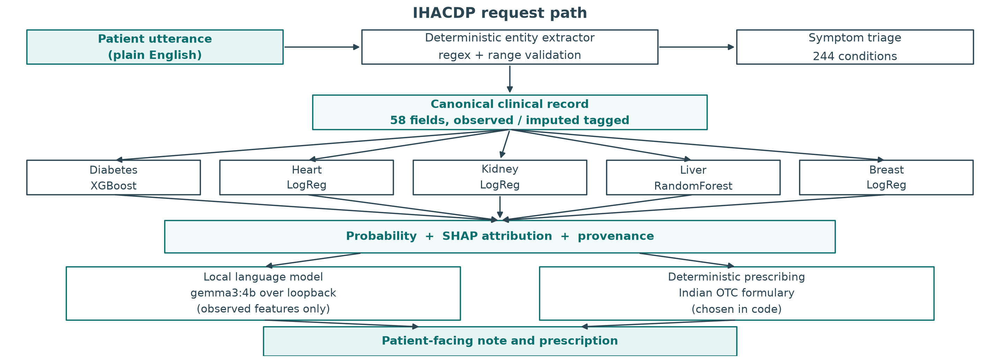 IHACDP request path
Patient utterance
(plain English)
Deterministic entity extractor
regex + range validation
Symptom triage
244 conditions
Canonical clinical record
58 fields, observed / imputed tagged
Diabetes
XGBoost
Heart
LogReg
Kidney
LogReg
Liver
RandomForest
Breast
LogReg
Probability + SHAP attribution + provenance
Local language model
gemma3:4b over loopback
(observed features only)
Deterministic prescribing
Indian OTC formulary
(chosen in code)
Patient-facing note and prescription